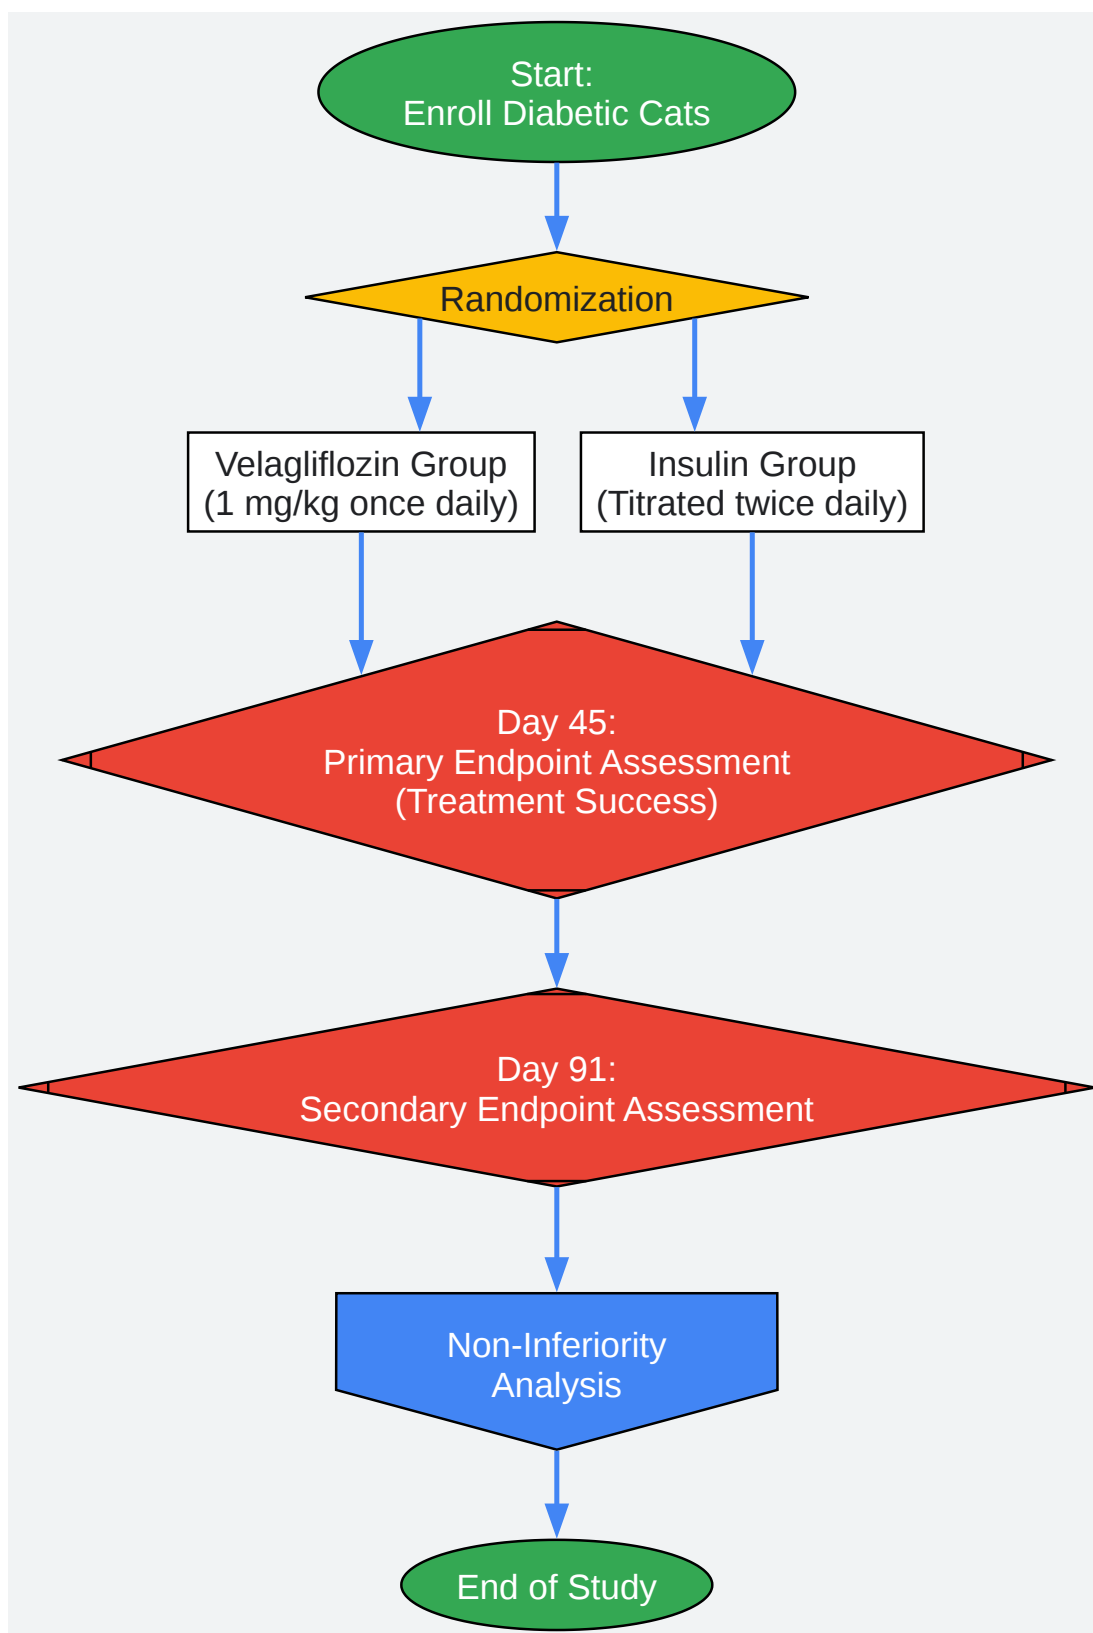 Start:
Enroll Diabetic Cats
Randomization
Velagliflozin Group
(1 mg/kg once daily)
Insulin Group
(Titrated twice daily)
Day 45:
Primary Endpoint Assessment
(Treatment Success)
Day 91:
Secondary Endpoint Assessment
Non-Inferiority
Analysis
End of Study